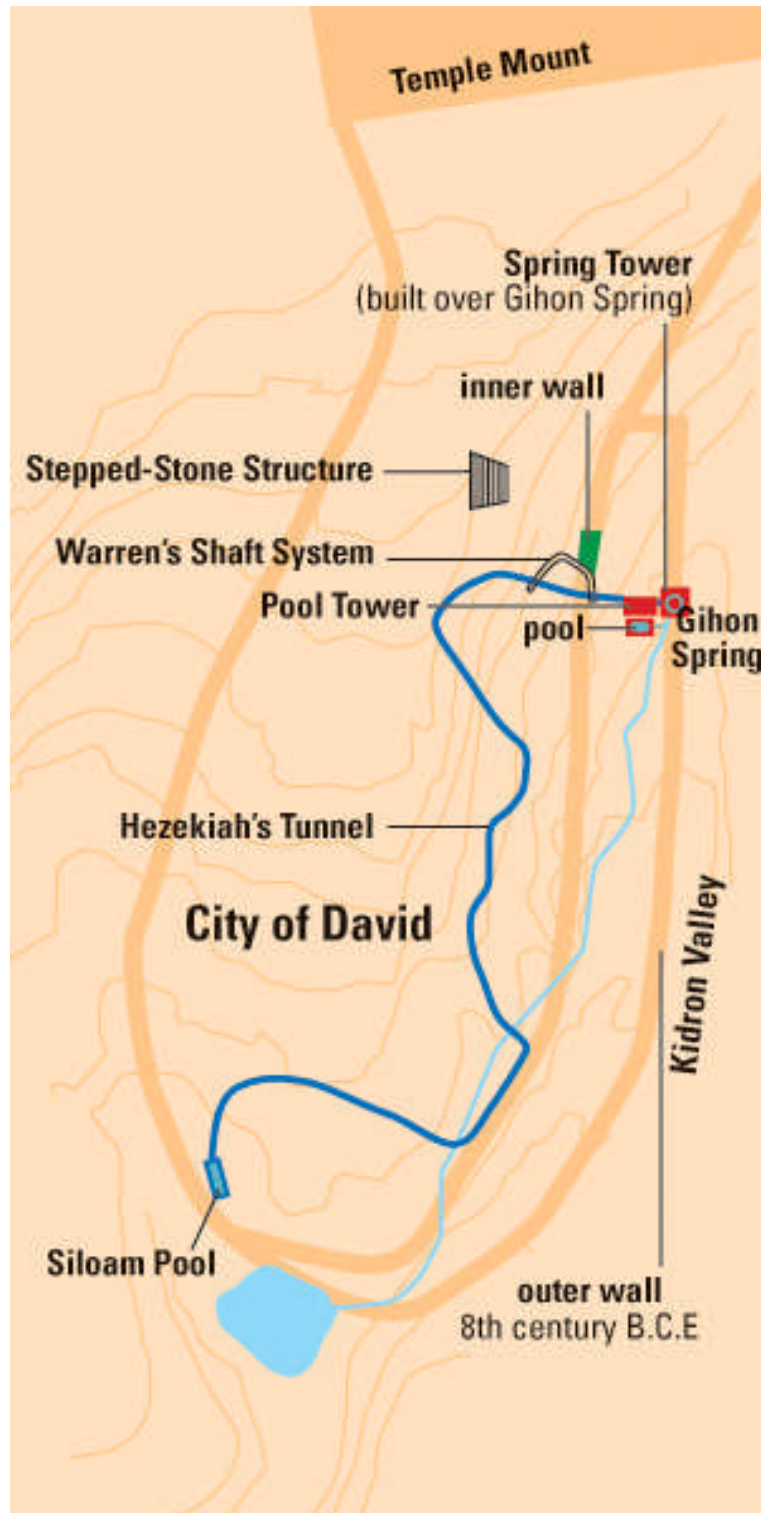 Temple Mount
Spring Tower
(built over Gihon Spring)
inner wall
Stepped-Stone Structure
Warren's Shaft System
Pool Tower
pool
Gihon
Spring
Hezekiah's Tunnel
City of David
Kidron Valley
Siloam Pool
outer wall
8th century B.C.E